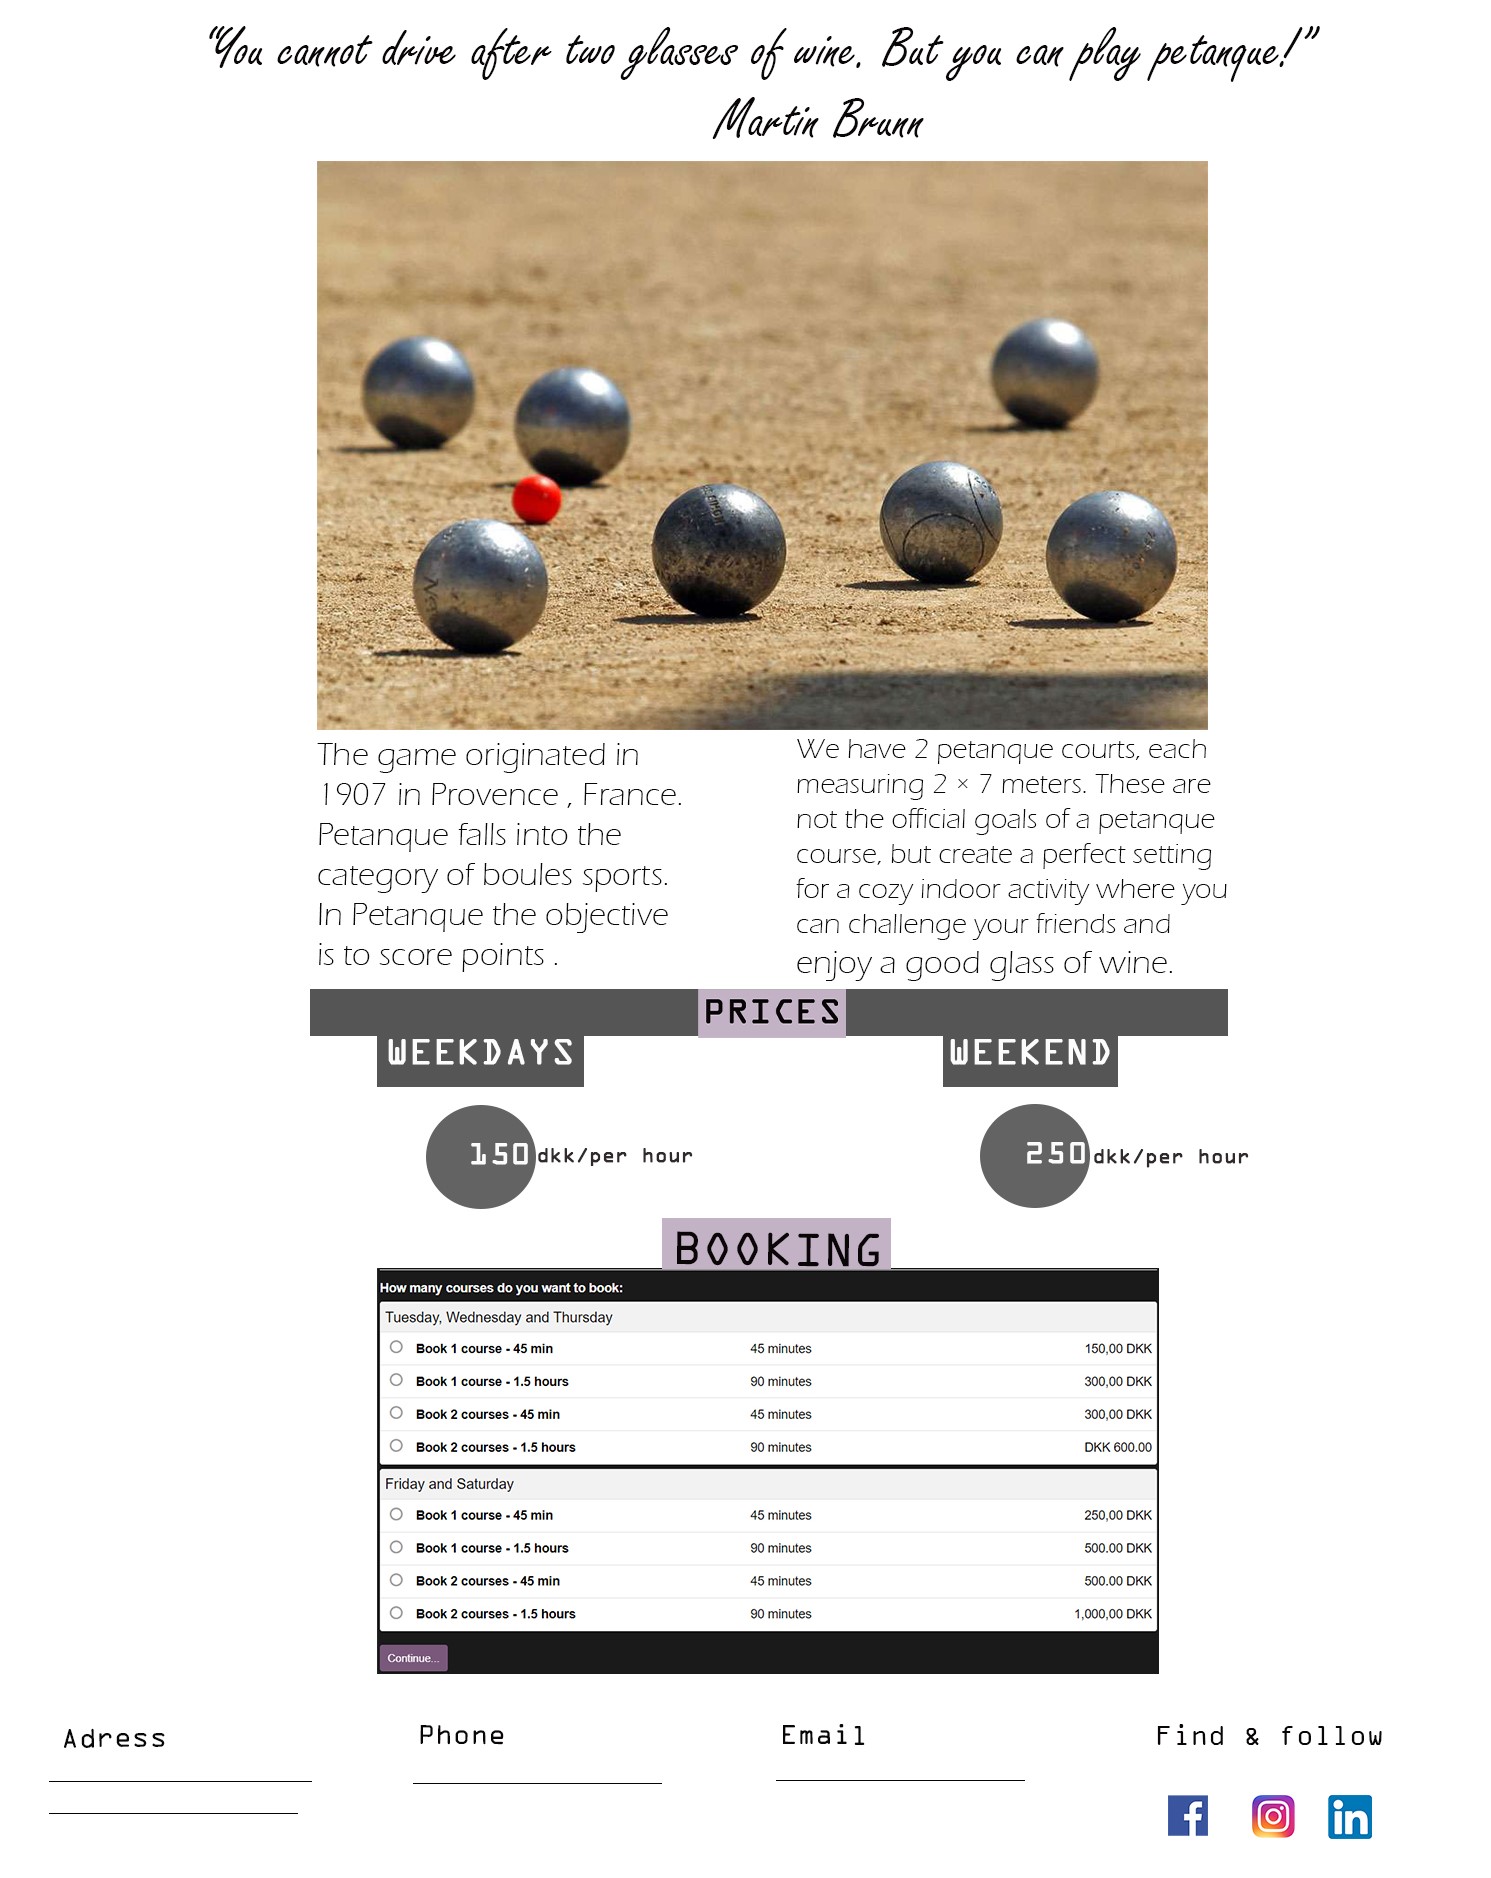 “You cannot drive after two glasses of wine. But you can play petanque!”
Martin Brunn
The game originated in
1907 in Provence , France.
Petanque falls into the
category of boules sports.
In Petanque the objective
is to score points .
We have 2 petanque courts, each
measuring 2 × 7 meters. These are
not the official goals of a petanque
course, but create a perfect setting
for a cozy indoor activity where you
can challenge your friends and
enjoy a good glass of wine.
PRICES
WEEKDAYS
WEEKEND
150 dkk/per hour
250 dkk/per hour
BOOKING
How many courses do you want to book:
Tuesday, Wednesday and Thursday
Book 1 course - 45 min 45 minutes 150,00 DKK
Book 1 course - 1.5 hours 90 minutes 300,00 DKK
Book 2 courses - 45 min 45 minutes 300,00 DKK
Book 2 courses - 1.5 hours 90 minutes DKK 600.00
Friday and Saturday
Book 1 course - 45 min 45 minutes 250,00 DKK
Book 1 course - 1.5 hours 90 minutes 500.00 DKK
Book 2 courses - 45 min 45 minutes 500.00 DKK
Book 2 courses - 1.5 hours 90 minutes 1,000,00 DKK
Continue...
Adress
Phone
Email
Find & follow
f
in